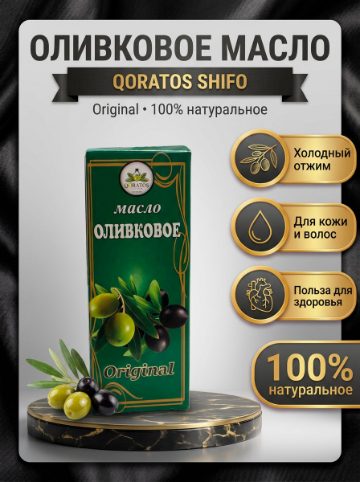 ОЛИВКОВОЕ МАСЛО
QORATOS SHIFO
Original • 100% натуральное
Холодный
отжим
Для кожи
и волос
Польза для
здоровья
100%
натуральное
QORATOS
масло
ОЛИВКОВОЕ
Original